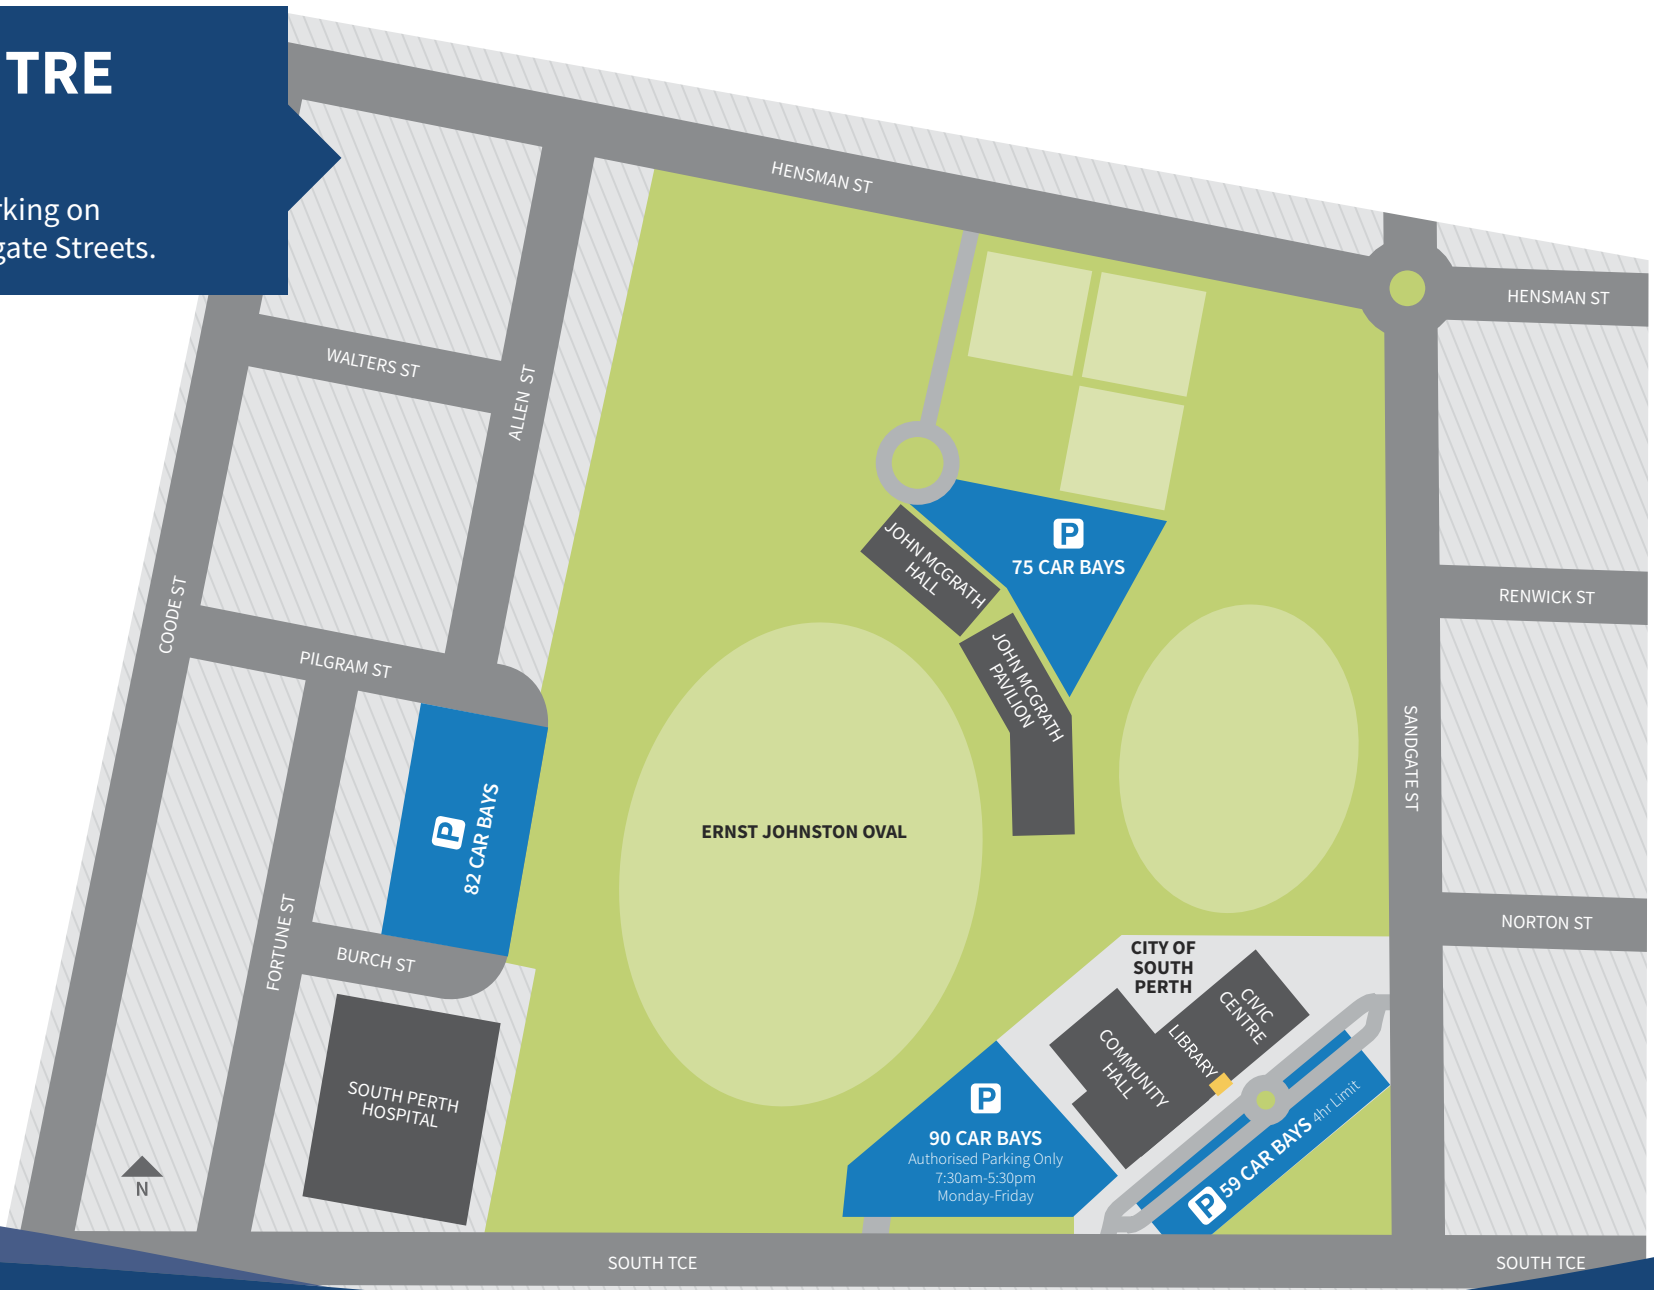 TRE
rking on
gate Streets.
HENSMAN ST
HENSMAN ST
WALTERS ST
ALLEN ST
P
75 CAR BAYS
JOHN MCGRATH
HALL
JOHN MCGRATH
PAVILION
COODE ST
RENWICK ST
PILGRAM ST
SANDGATE ST
P
82 CAR BAYS
ERNST JOHNSTON OVAL
FORTUNE ST
BURCH ST
NORTON ST
CITY OF
SOUTH
PERTH
CIVIC
CENTRE
LIBRARY
COMMUNITY
HALL
SOUTH PERTH
HOSPITAL
P
90 CAR BAYS
Authorised Parking Only
7:30am-5:30pm
Monday-Friday
P 59 CAR BAYS 4hr Limit
N
SOUTH TCE
SOUTH TCE